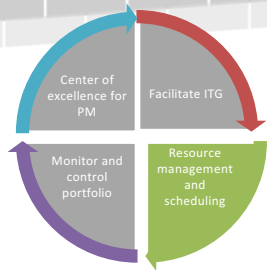 Center of
excellence for
PM
Facilitate ITG
Monitor and
control
portfolio
Resource
management
and
scheduling